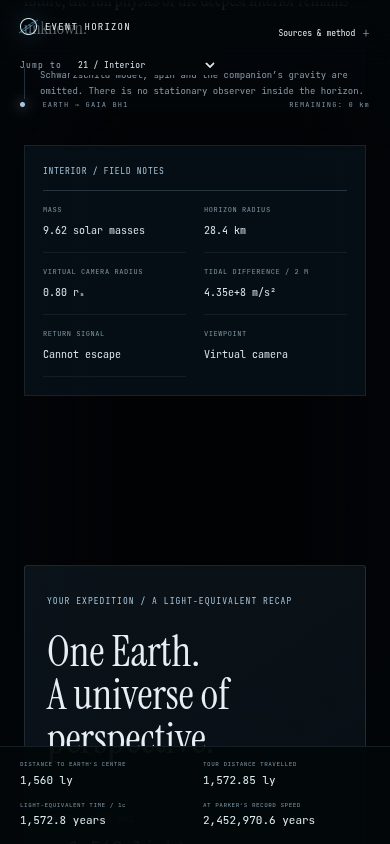 unknown.
EVENT HORIZON
Sources & method +
Jump to 21 / Interior
Schwarzschild model; spin and the companion's gravity are
omitted. There is no stationary observer inside the horizon.
EARTH → GAIA BH1
REMAINING: 0 km
INTERIOR / FIELD NOTES
MASS
HORIZON RADIUS
9.62 solar masses
28.4 km
VIRTUAL CAMERA RADIUS
TIDAL DIFFERENCE / 2 M
0.80 rₛ
4.35e+8 m/s²
RETURN SIGNAL
VIEWPOINT
Cannot escape
Virtual camera
YOUR EXPEDITION / A LIGHT-EQUIVALENT RECAP
One Earth.
A universe of
perspective.
DISTANCE TO EARTH'S CENTRE
TOUR DISTANCE TRAVELLED
1,560 ly
1,572.85 ly
LIGHT-EQUIVALENT TIME / 1c
AT PARKER'S RECORD SPEED
1,572.8 years
2,452,970.6 years